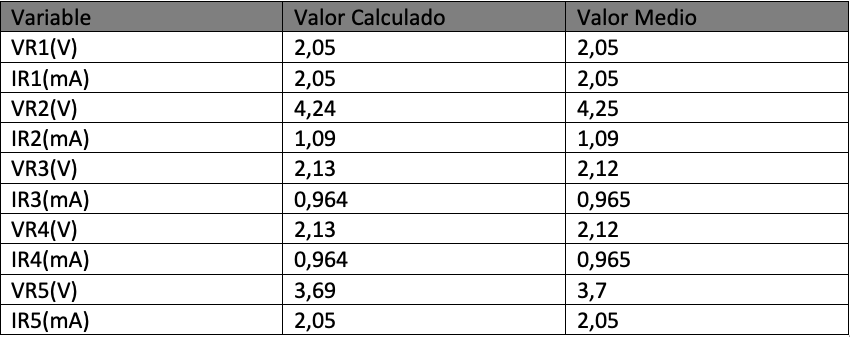 Variable Valor Calculado Valor Medio
VR1(V) 2,05 2,05
IR1(mA) 2,05 2,05
VR2(V) 4,24 4,25
IR2(mA) 1,09 1,09
VR3(V) 2,13 2,12
IR3(mA) 0,964 0,965
VR4(V) 2,13 2,12
IR4(mA) 0,964 0,965
VR5(V) 3,69 3,7
IR5(mA) 2,05 2,05